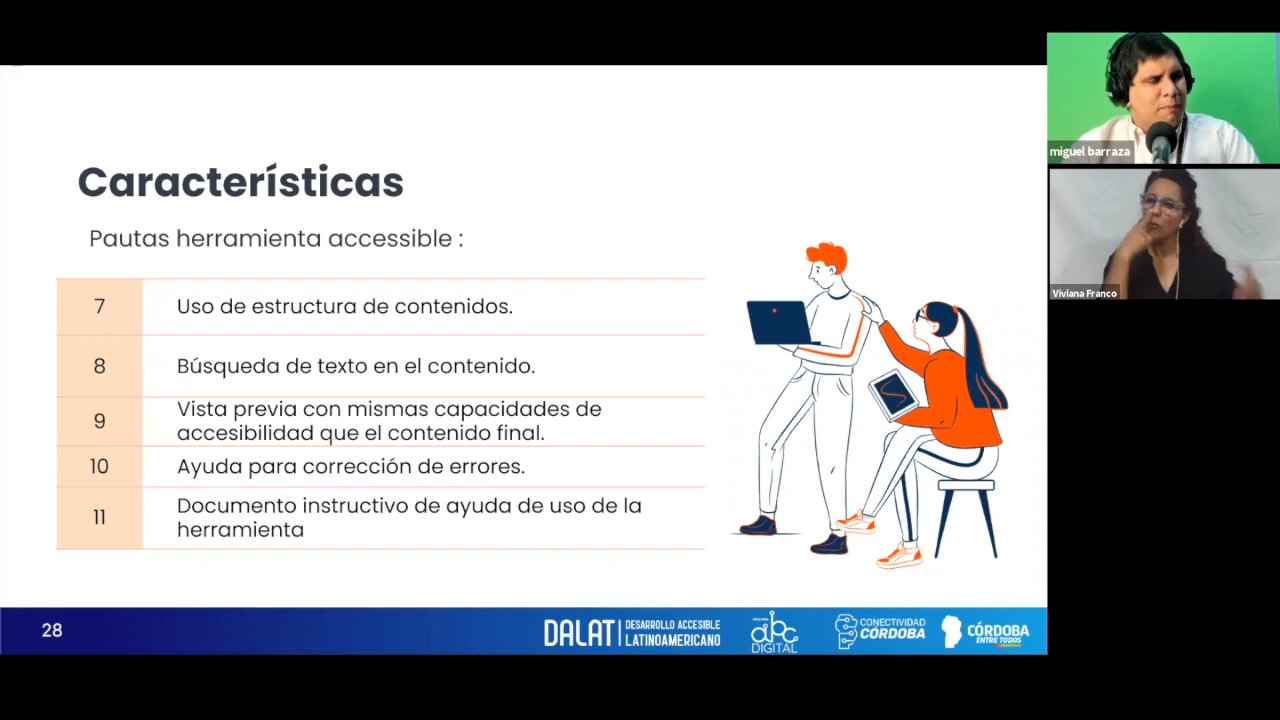 Características
Pautas herramienta accessible :
7
Uso de estructura de contenidos.
8
Búsqueda de texto en el contenido.
9
Vista previa con mismas capacidades de
accesibilidad que el contenido final.
10
Ayuda para corrección de errores.
11
Documento instructivo de ayuda de uso de la
herramienta
28
DALAT
DESARROLLO ACCESIBLE
LATINOAMERICANO
abc
DIGITAL
CONECTIVIDAD
CÓRDOBA
CÓRDOBA
ENTRE TODOS
miguel barraza
Viviana Franco